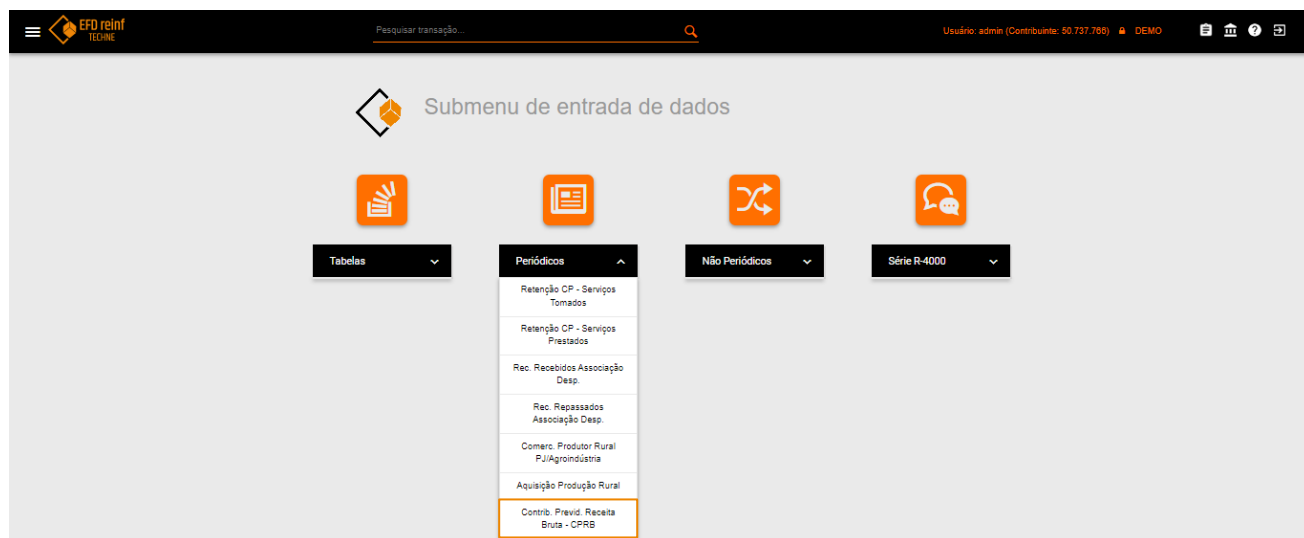 EFD reinf
TECHNE
Pesquisar transação...
Usuário: admin (Contribuinte: 50.737.766) DEMO
Submenu de entrada de dados
Tabelas
Periódicos
Não Periódicos
Série R-4000
Retenção CP - Serviços
Tomados
Retenção CP - Serviços
Prestados
Rec. Recebidos Associação
Desp.
Rec. Repassados
Associação Desp.
Comerc. Produtor Rural
PJ/Agroindústria
Aquisição Produção Rural
Contrib. Previd. Receita
Bruta - CPRB